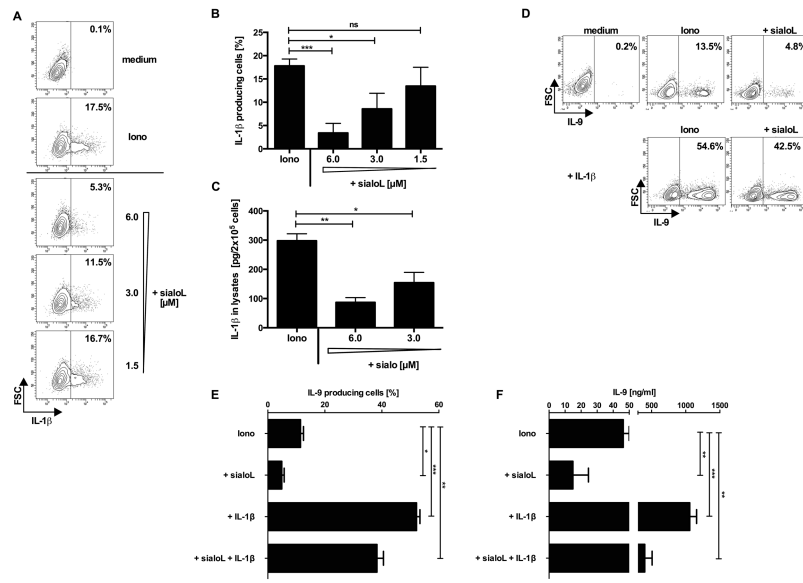 A
0.1%
medium
17.5%
Iono
5.3%
6.0
11.5%
3.0
+ sialoL
[µM]
16.7%
1.5
FSC
IL-1β
B
ns
*
***
IL-1β producing cells [%]
25
20
15
10
5
0
Iono
6.0
3.0
1.5
+ sialoL [µM]
C
*
**
IL-1β in lysates [pg/2x10⁵ cells]
400
300
200
100
0
Iono
6.0
3.0
+ sialo [µM]
D
medium
Iono
+ sialoL
0.2%
13.5%
4.8%
FSC
IL-9
Iono
+ sialoL
54.6%
42.5%
+ IL-1β
FSC
IL-9
E
IL-9 producing cells [%]
0 20 40 60
Iono
+ sialoL
+ IL-1β
+ sialoL + IL-1β
*
***
**
F
IL-9 [ng/ml]
0 10 20 30 40 50 500 1000 1500
Iono
+ sialoL
+ IL-1β
+ sialoL + IL-1β
**
***
**